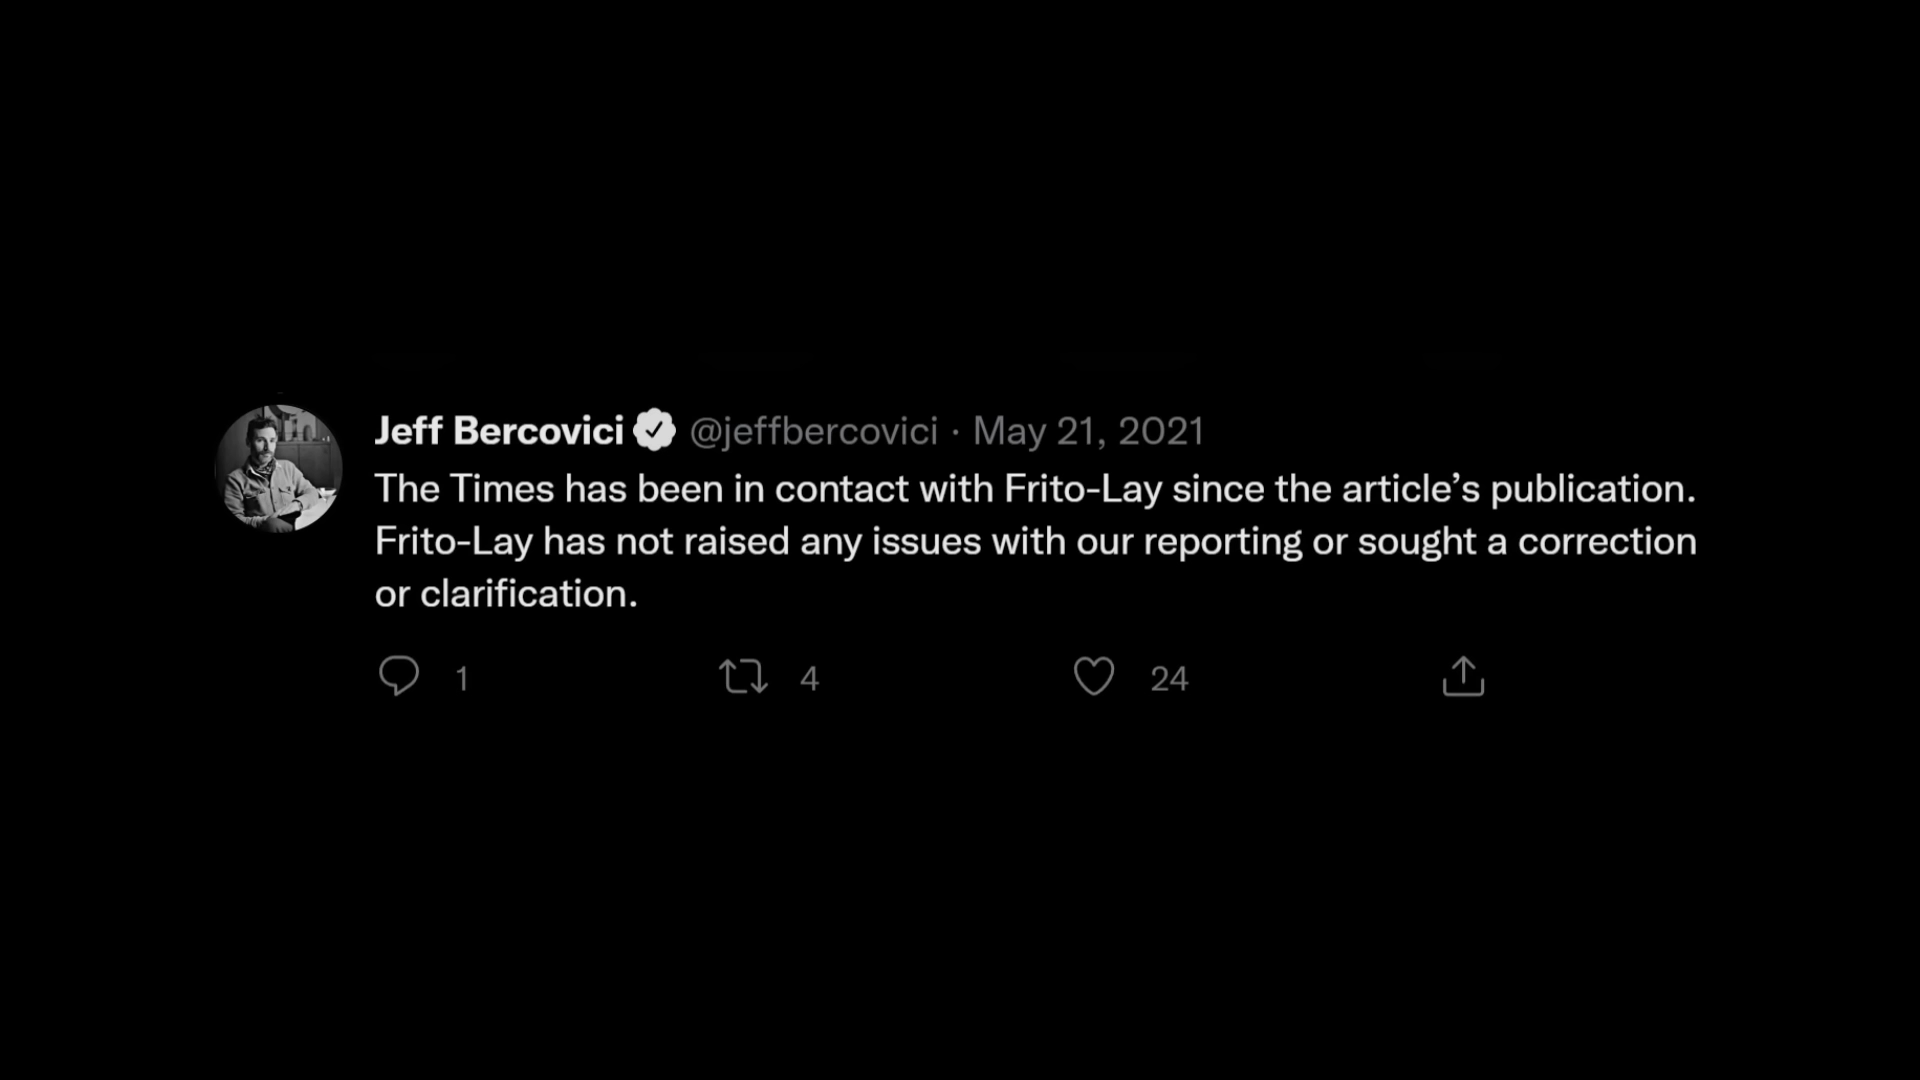 Jeff Bercovici @jeffbercovici · May 21, 2021
The Times has been in contact with Frito-Lay since the article’s publication.
Frito-Lay has not raised any issues with our reporting or sought a correction
or clarification.
1 4 24